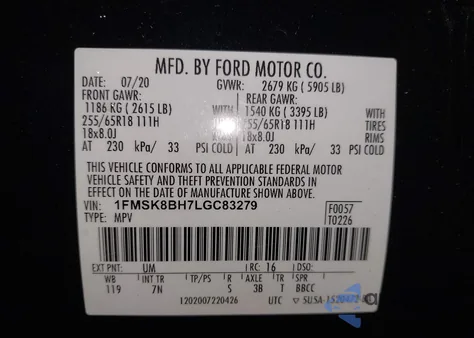 MFD. BY FORD MOTOR CO.
DATE: 07/20 GVWR: 2679 KG ( 5905 LB)
FRONT GAWR: REAR GAWR:
1186 KG ( 2615 LB) WITH 1540 KG ( 3395 LB) WITH
255/65R18 111H TIRES 255/65R18 111H TIRES
18x8.0J RIMS 18x8.0J RIMS
AT 230 kPa/ 33 PSI COLD AT 230 kPa/ 33 PSI COLD
THIS VEHICLE CONFORMS TO ALL APPLICABLE FEDERAL MOTOR
VEHICLE SAFETY AND THEFT PREVENTION STANDARDS IN
EFFECT ON THE DATE OF MANUFACTURE SHOWN ABOVE.
VIN: 1FMSK8BH7LGC83279 F0057
TYPE: MPV T0226
EXT PNT: UM RC: 16 DSO:
WB INT TR TP/PS R AXLE TR SPR
119 7N S 3B T BBCC
1202007220426 UTC